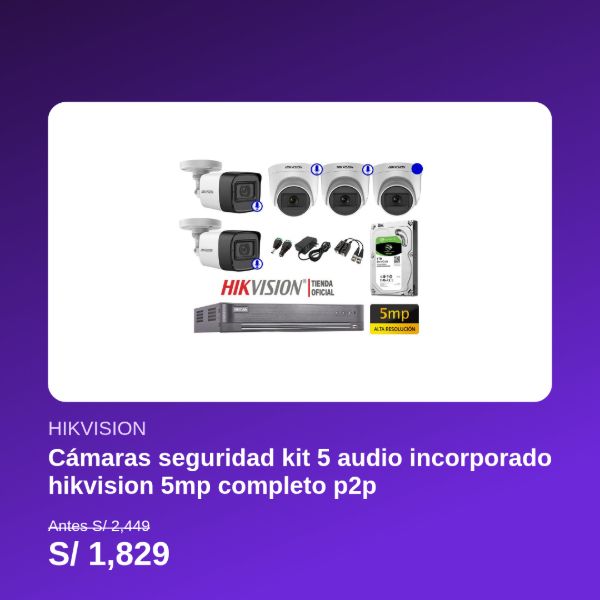 HIKVISION® TIENDA
OFICIAL
5mp
ALTA RESOLUCIÓN
HIKVISION
Cámaras seguridad kit 5 audio incorporado
hikvision 5mp completo p2p
Antes S/ 2,449
S/ 1,829